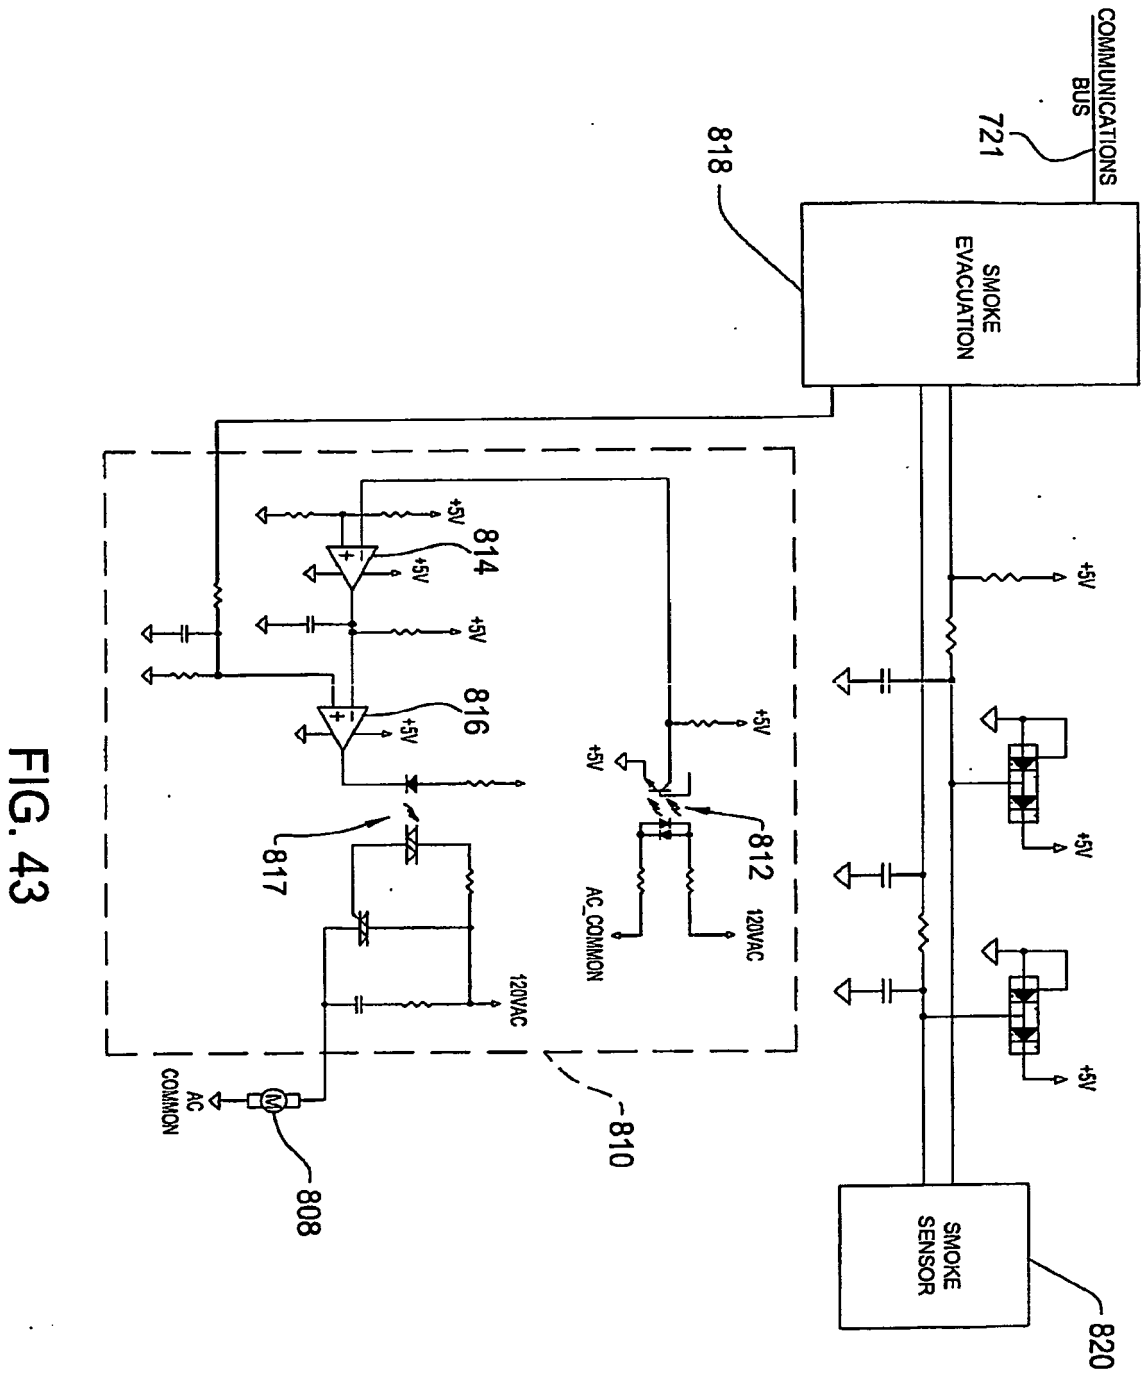 COMMUNICATIONS
BUS
721
SMOKE
EVACUATION
818
+5V
+5V
+5V
SMOKE
SENSOR
820
+5V
+5V
812
120VAC
AC_COMMON
+5V
814
+5V
-
+
+5V
816
+5V
-
+
817
120VAC
810
M
AC
COMMON
808
FIG. 43